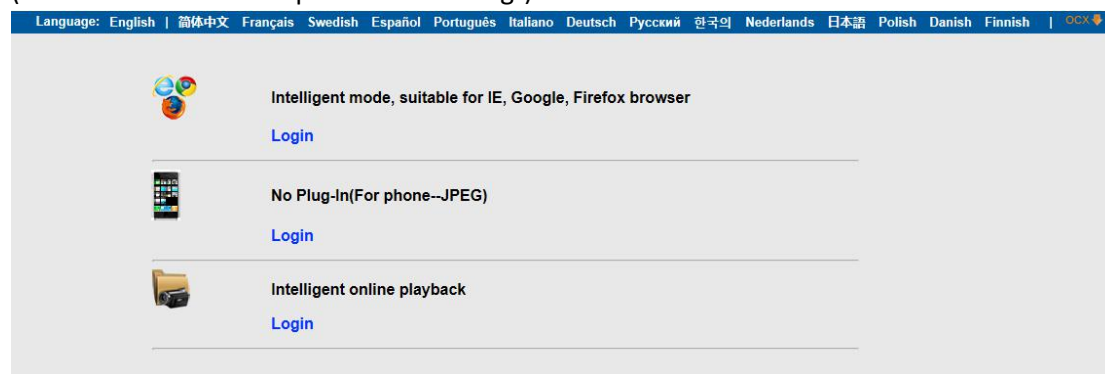 Language: English | 简体中文 Français Swedish Español Português Italiano Deutsch Русский 한국의 Nederlands 日本語 Polish Danish Finnish | OCX
Intelligent mode, suitable for IE, Google, Firefox browser
Login
No Plug-In(For phone--JPEG)
Login
Intelligent online playback
Login